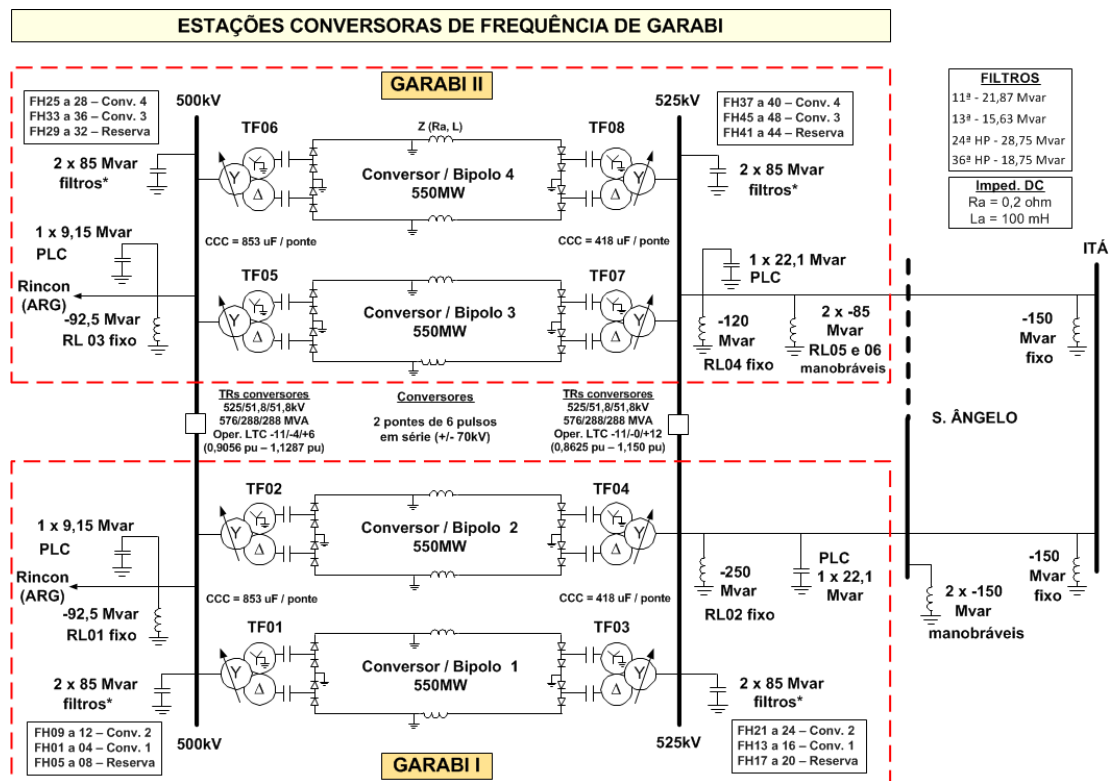 ESTAÇÕES CONVERSORAS DE FREQUÊNCIA DE GARABI
GARABI II
500kV
525kV
FH25 a 28 – Conv. 4
FH33 a 36 – Conv. 3
FH29 a 32 – Reserva
FH37 a 40 – Conv. 4
FH45 a 48 – Conv. 3
FH41 a 44 – Reserva
FILTROS
11ª - 21,87 Mvar
13ª - 15,63 Mvar
24ª HP - 28,75 Mvar
36ª HP - 18,75 Mvar
Imped. DC
Ra = 0,2 ohm
La = 100 mH
TF06
Z (Ra, L)
TF08
2 x 85 Mvar
filtros*
Y
Y
Δ
Conversor / Bipolo 4
550MW
Y
Δ
Y
2 x 85 Mvar
filtros*
CCC = 853 uF / ponte
CCC = 418 uF / ponte
1 x 9,15 Mvar
PLC
Rincon
(ARG)
-92,5 Mvar
RL 03 fixo
TF05
TF07
Y
Y
Δ
Conversor / Bipolo 3
550MW
Y
Δ
Y
1 x 22,1 Mvar
PLC
-120
Mvar
RL04 fixo
2 x -85
Mvar
RL05 e 06
manobráveis
ITÁ
-150
Mvar
fixo
S. ÂNGELO
TRs conversores
525/51,8/51,8kV
576/288/288 MVA
Oper. LTC -11/-4/+6
(0,9056 pu – 1,1287 pu)
Conversores
2 pontes de 6 pulsos
em série (+/- 70kV)
TRs conversores
525/51,8/51,8kV
576/288/288 MVA
Oper. LTC -11/-0/+12
(0,8625 pu – 1,150 pu)
TF02
TF04
Y
Y
Δ
Conversor / Bipolo 2
550MW
Y
Δ
Y
1 x 9,15 Mvar
PLC
Rincon
(ARG)
-92,5 Mvar
RL01 fixo
CCC = 853 uF / ponte
CCC = 418 uF / ponte
-250
Mvar
RL02 fixo
PLC
1 x 22,1
Mvar
-150
Mvar
fixo
2 x -150
Mvar
manobráveis
TF01
TF03
Y
Y
Δ
Conversor / Bipolo 1
550MW
Y
Δ
Y
2 x 85 Mvar
filtros*
2 x 85 Mvar
filtros*
FH09 a 12 – Conv. 2
FH01 a 04 – Conv. 1
FH05 a 08 – Reserva
500kV
525kV
FH21 a 24 – Conv. 2
FH13 a 16 – Conv. 1
FH17 a 20 – Reserva
GARABI I